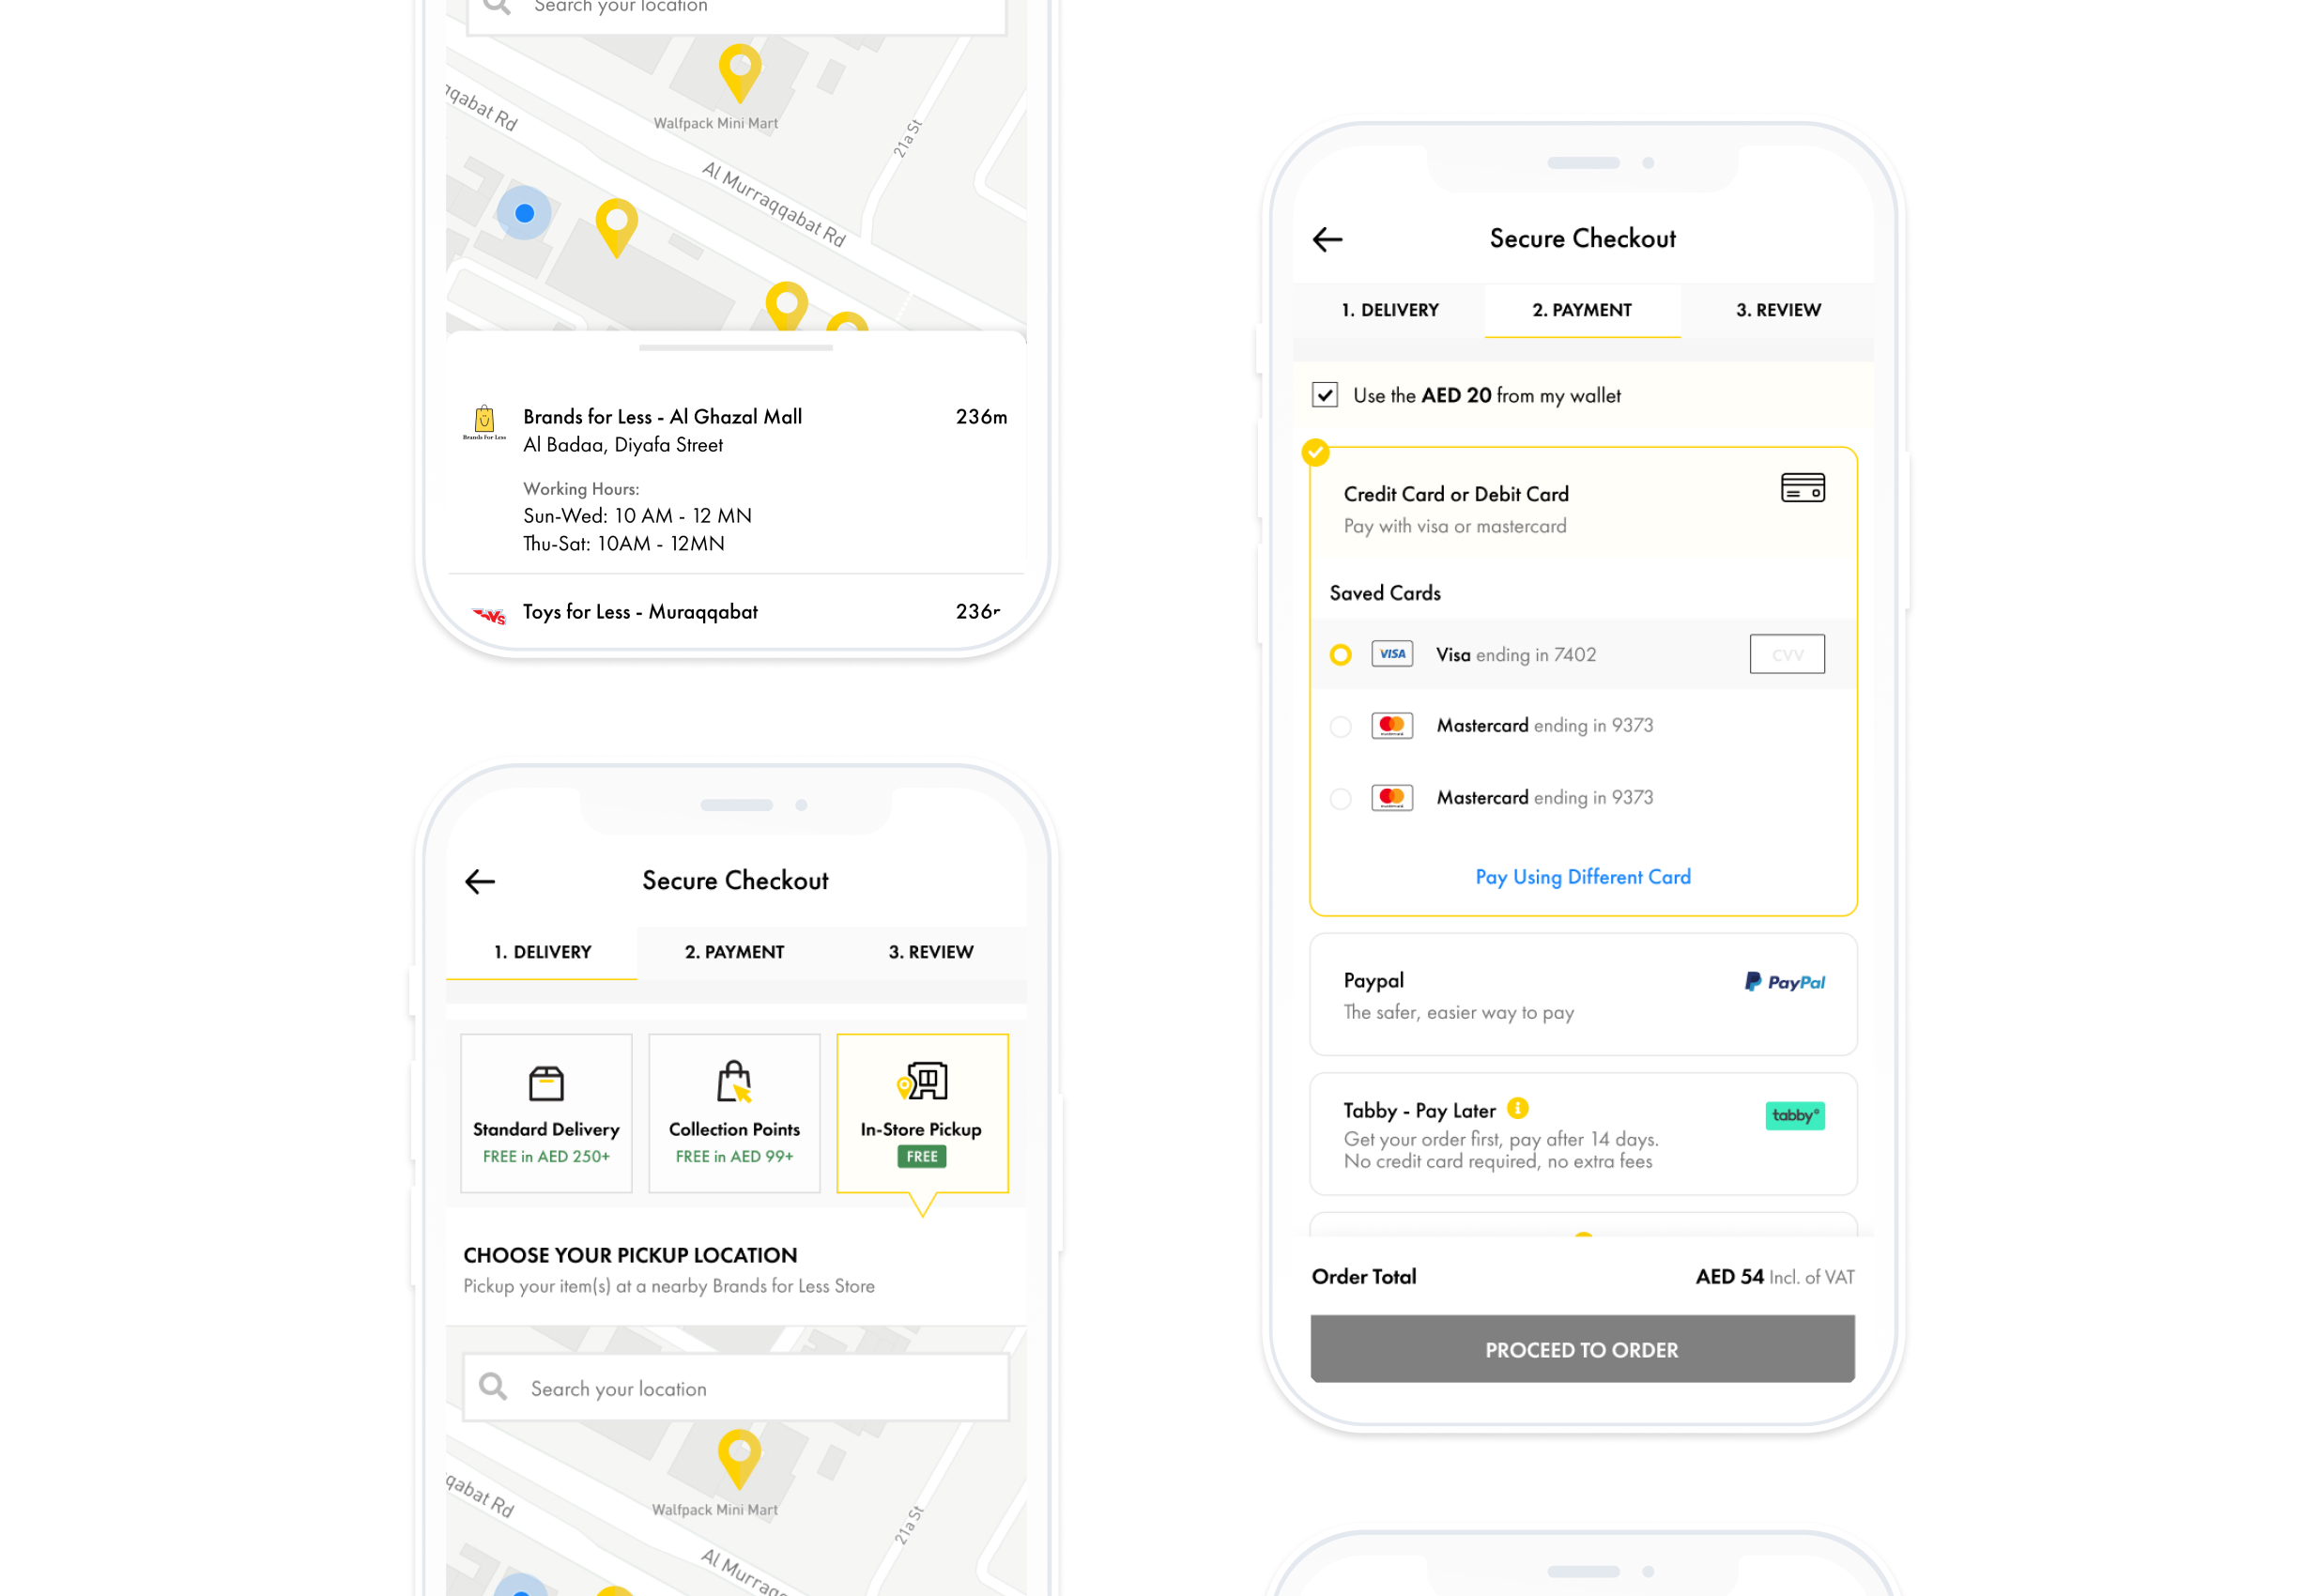 Search your location
Walfpack Mini Mart
qabat Rd
21a St
Al Murraqqabat Rd
Brands For Less
Brands for Less - Al Ghazal Mall
236m
Al Badaa, Diyafa Street
Working Hours:
Sun-Wed: 10 AM - 12 MN
Thu-Sat: 10AM - 12MN
Toys for Less - Muraqqabat
236
Secure Checkout
1. DELIVERY
2. PAYMENT
3. REVIEW
Standard Delivery
FREE in AED 250+
Collection Points
FREE in AED 99+
In-Store Pickup
FREE
CHOOSE YOUR PICKUP LOCATION
Pickup your item(s) at a nearby Brands for Less Store
Search your location
Walfpack Mini Mart
qabat Rd
21a St
Al Murraq
Secure Checkout
1. DELIVERY
2. PAYMENT
3. REVIEW
Use the AED 20 from my wallet
Credit Card or Debit Card
Pay with visa or mastercard
Saved Cards
VISA
Visa ending in 7402
CVV
Mastercard ending in 9373
Mastercard ending in 9373
Pay Using Different Card
Paypal
PayPal
The safer, easier way to pay
Tabby - Pay Later
tabby
Get your order first, pay after 14 days.
No credit card required, no extra fees
Order Total
AED 54 Incl. of VAT
PROCEED TO ORDER